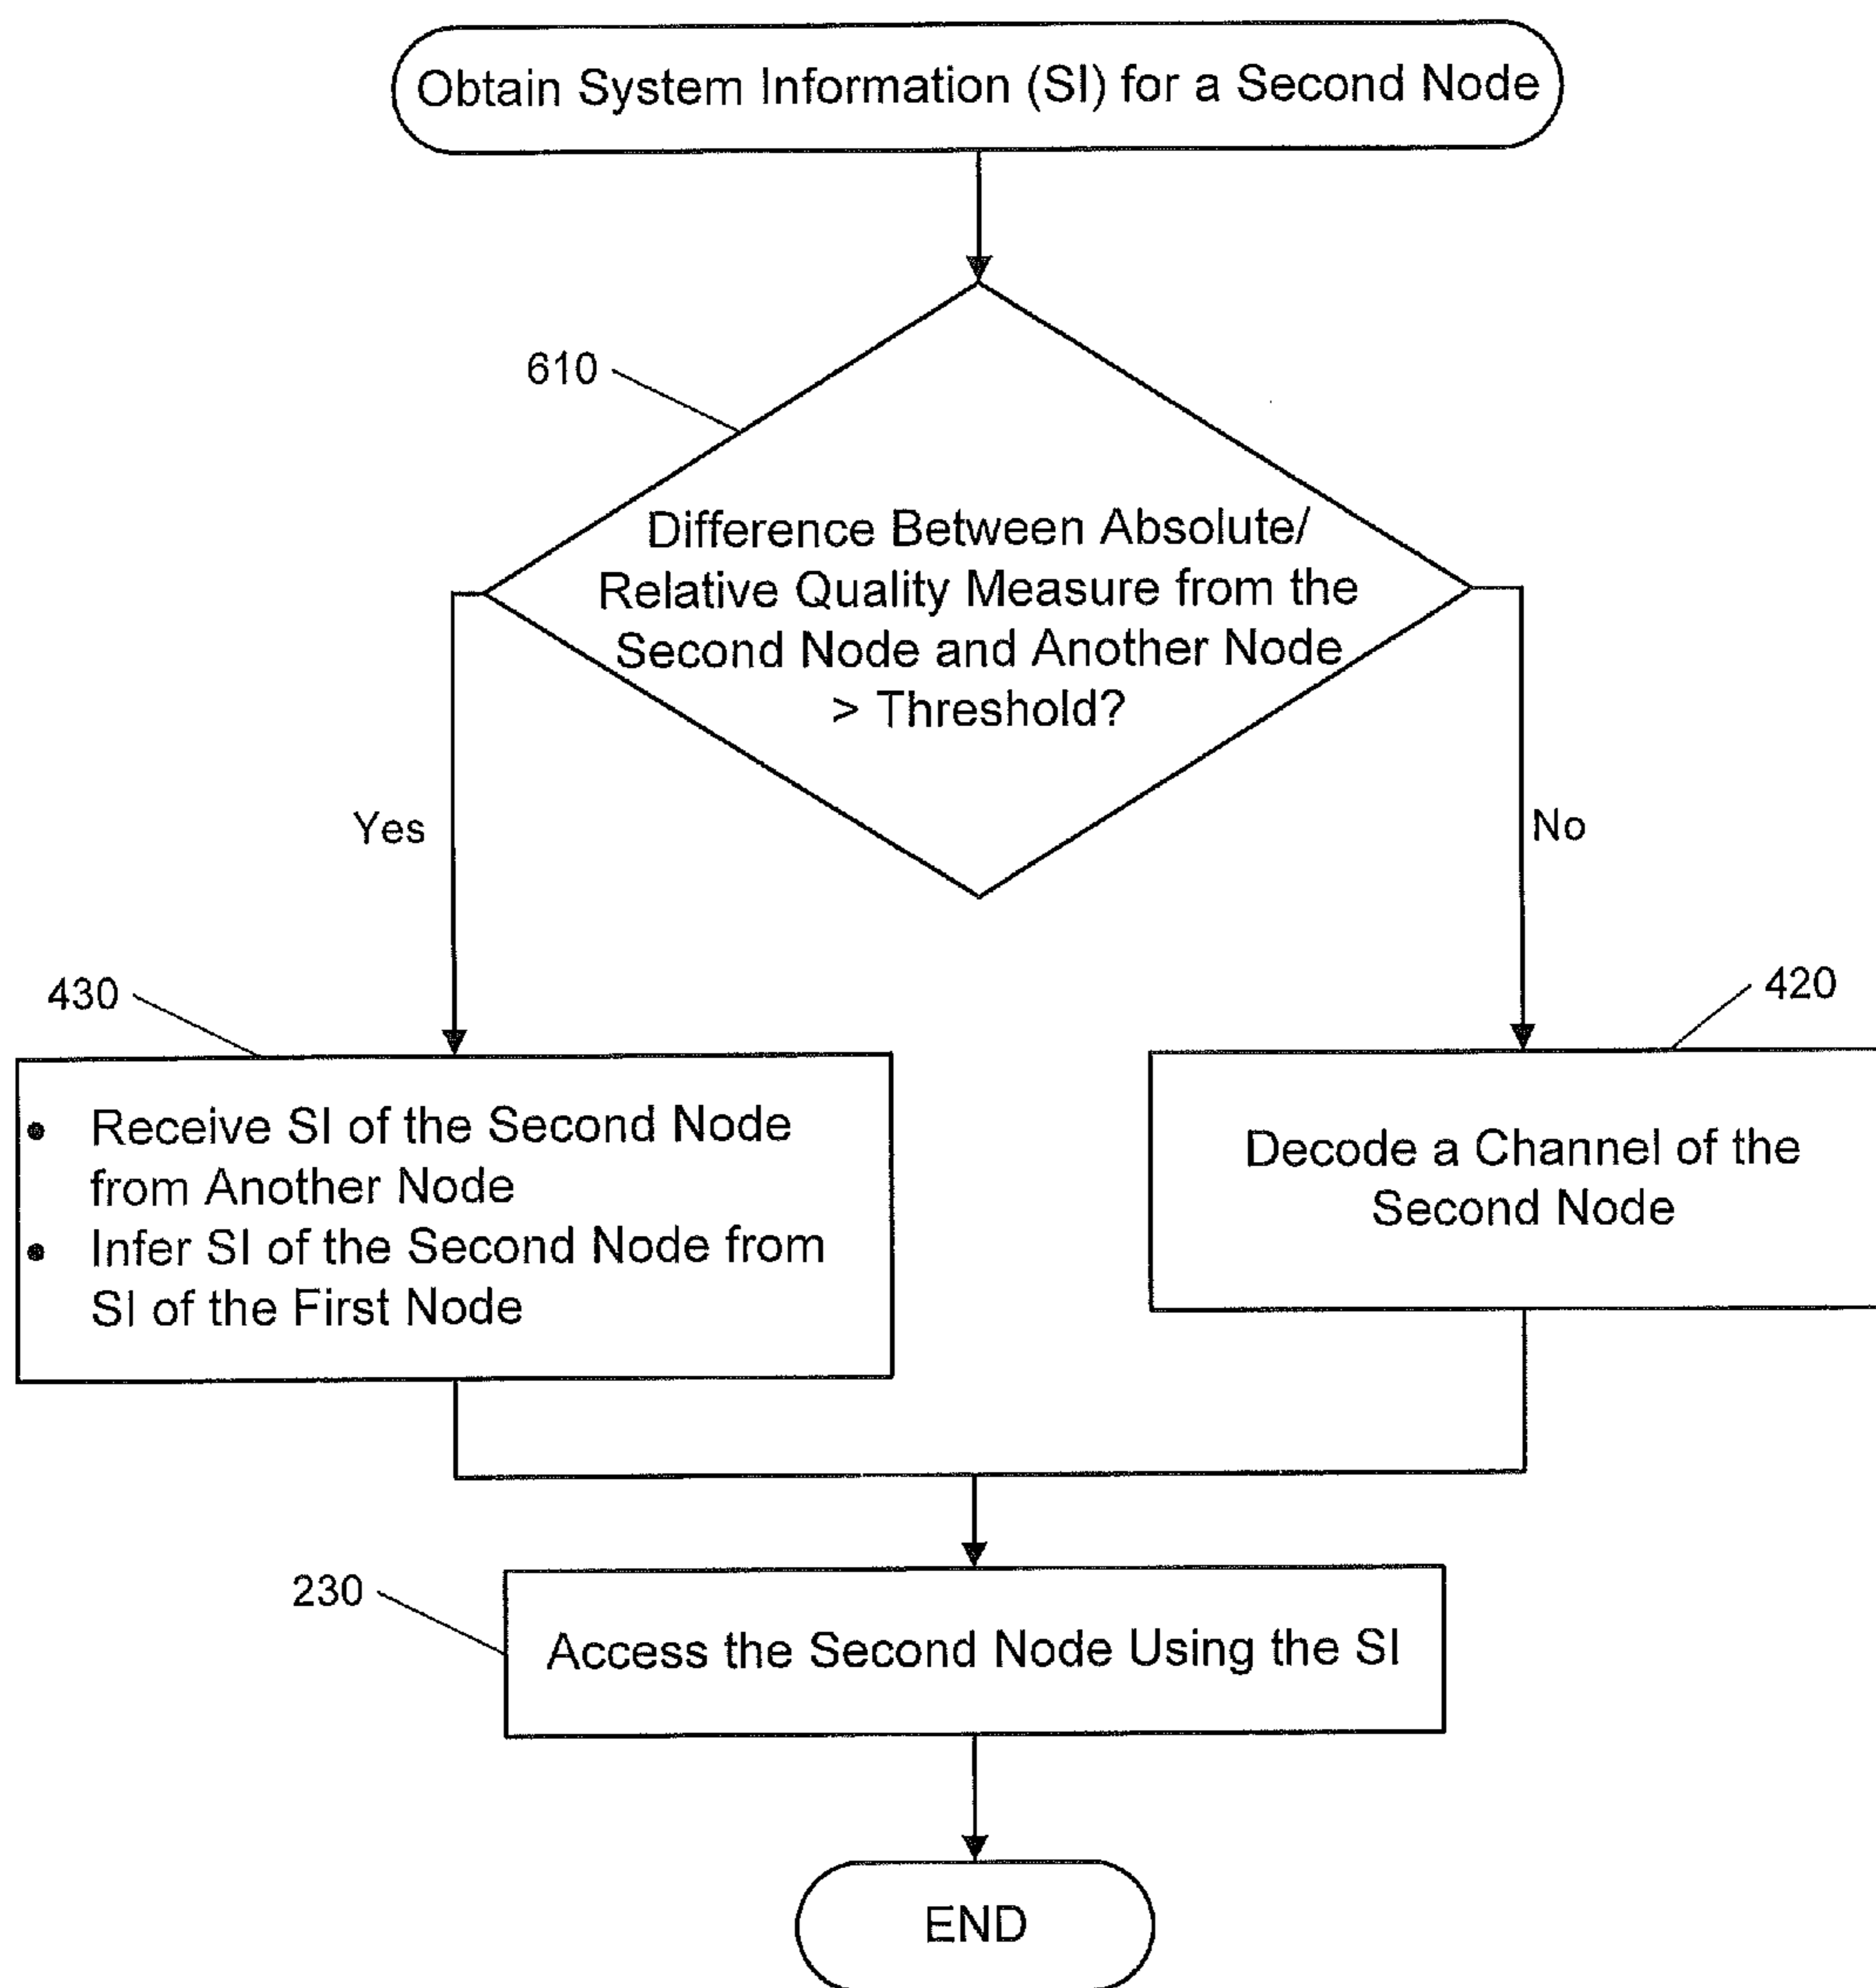 Obtain System Information (SI) for a Second Node
610
Difference Between Absolute/
Relative Quality Measure from the
Second Node and Another Node
> Threshold?
Yes
No
430
420
• Receive SI of the Second Node
from Another Node
• Infer SI of the Second Node from
SI of the First Node
Decode a Channel of the
Second Node
230
Access the Second Node Using the SI
END